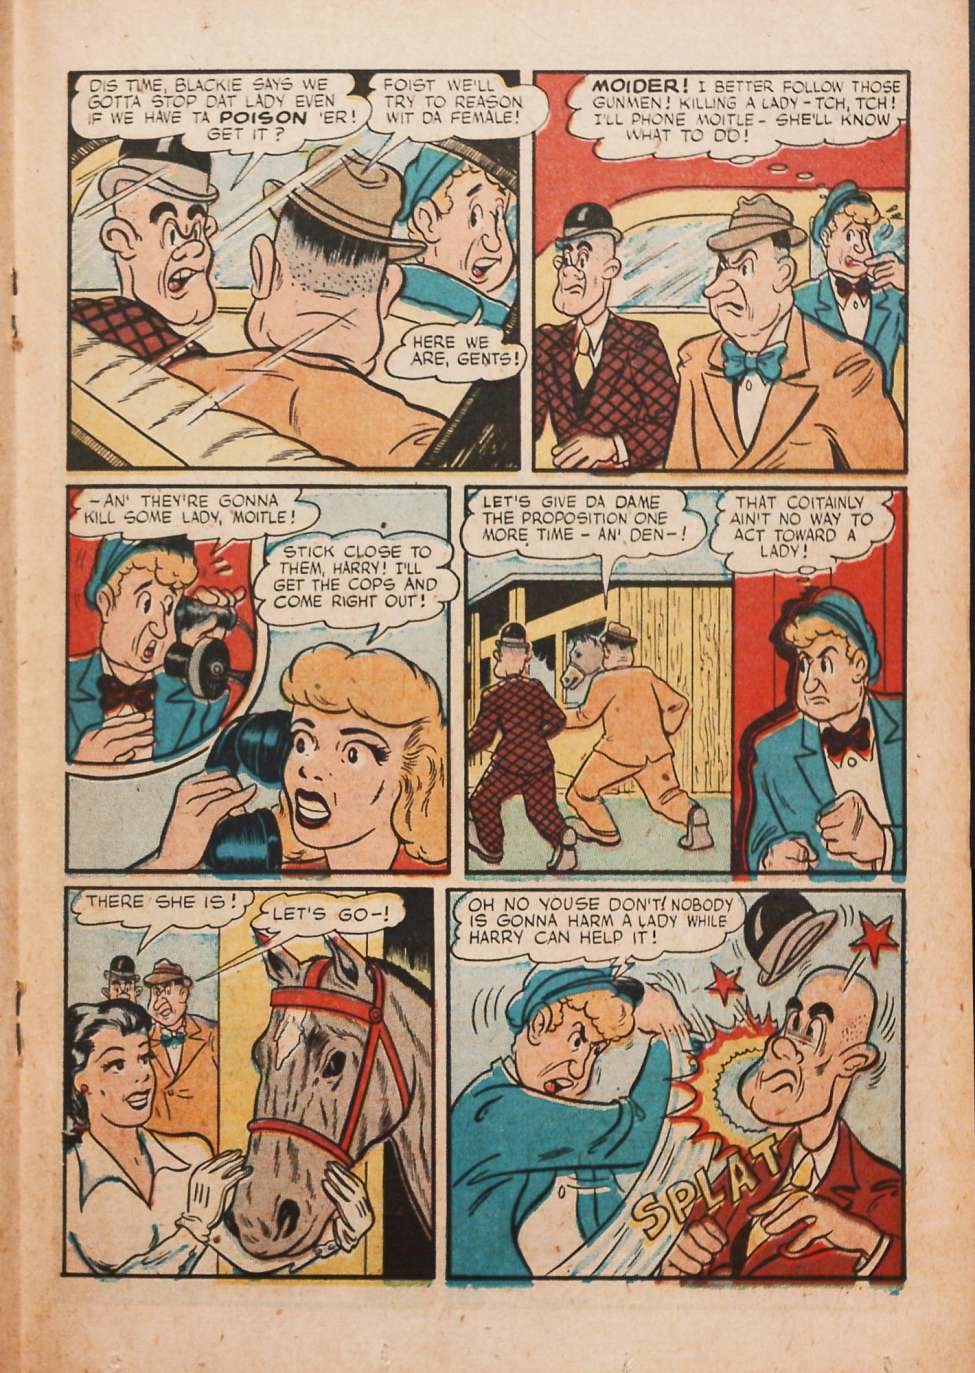 DIS TIME, BLACKIE SAYS WE
GOTTA STOP DAT LADY EVEN
IF WE HAVE TA POISON 'ER!
GET IT?
FOIST WE'LL
TRY TO REASON
WIT DA FEMALE!
HERE WE
ARE, GENTS!
MOIDER! I BETTER FOLLOW THOSE
GUNMEN! KILLING A LADY - TCH, TCH!
I'LL PHONE MOITLE - SHE'LL KNOW
WHAT TO DO!
-AN' THEY'RE GONNA
KILL SOME LADY, MOITLE!
STICK CLOSE TO
THEM, HARRY! I'LL
GET THE COPS AND
COME RIGHT OUT!
LET'S GIVE DA DAME
THE PROPOSITION ONE
MORE TIME - AN' DEN-!
THAT COITAINLY
AIN'T NO WAY TO
ACT TOWARD A
LADY!
THERE SHE IS!
LET'S GO-!
OH NO YOUSE DON'T! NOBODY
IS GONNA HARM A LADY WHILE
HARRY CAN HELP IT!
SPLAT